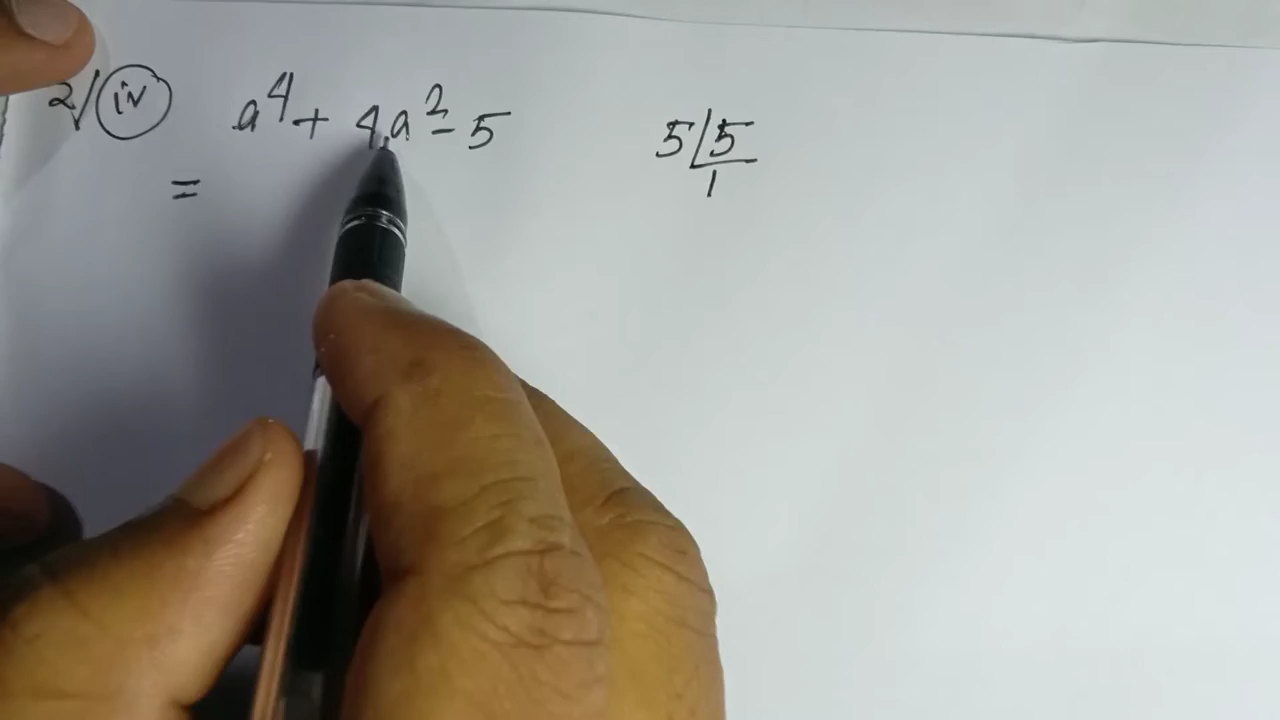 2/ iv a⁴ + 4a² - 5 5 | 5
= 1